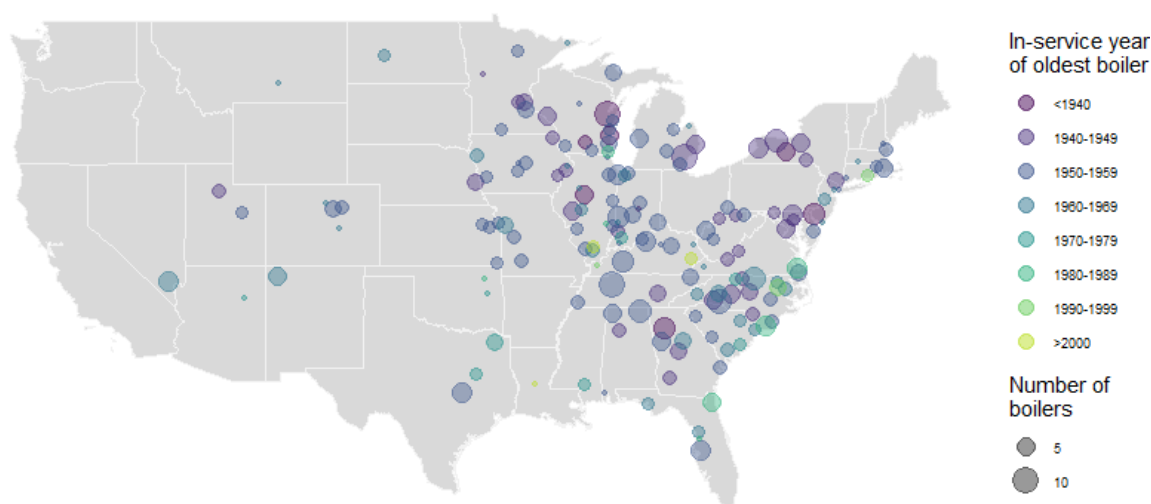 In-service year
of oldest boiler
<1940
1940-1949
1950-1959
1960-1969
1970-1979
1980-1989
1990-1999
>2000
Number of
boilers
5
10